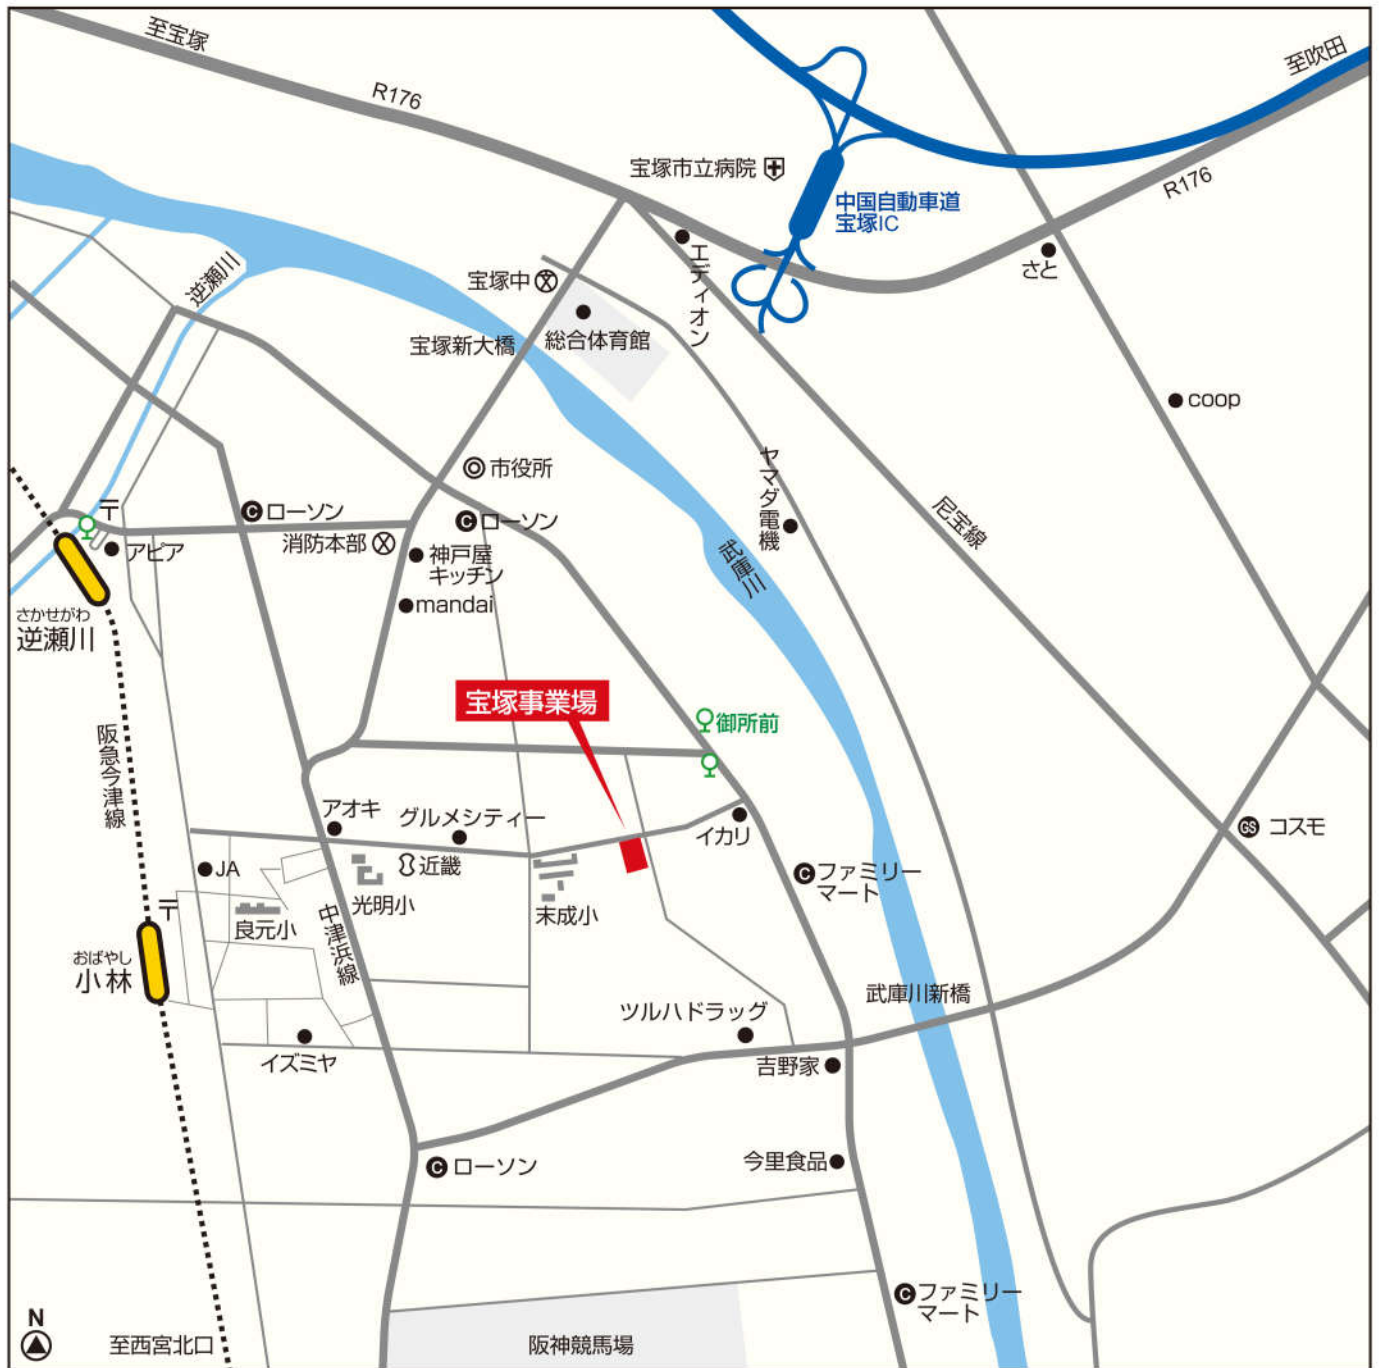 至宝塚
R176
至吹田
宝塚市立病院
R176
中国自動車道
宝塚IC
エディオン
さと
逆瀬川
宝塚中
総合体育館
宝塚新大橋
coop
市役所
ヤマダ電機
尼宝線
〒
ローソン
ローソン
消防本部
アピア
神戸屋
キッチン
武庫川
mandai
さかせがわ
逆瀬川
宝塚事業場
御所前
阪急今津線
アオキ
グルメシティー
イカリ
GS コスモ
JA
近畿
ファミリー
マート
光明小
末成小
〒
良元小
中津浜線
おばやし
小林
武庫川新橋
ツルハドラッグ
イズミヤ
吉野家
ローソン
今里食品
ファミリー
マート
N
至西宮北口
阪神競馬場